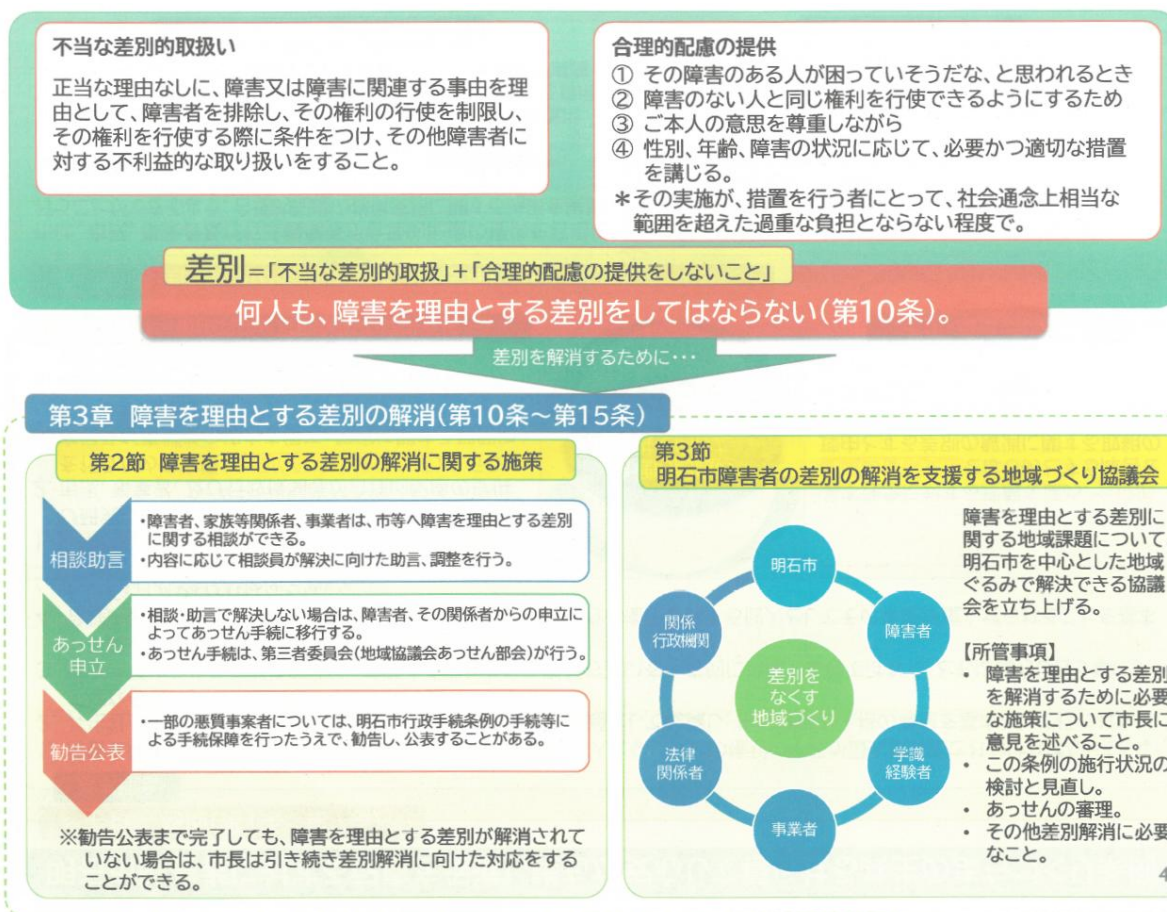 不当な差別的取扱い
正当な理由なしに、障害又は障害に関連する事由を理
由として、障害者を排除し、その権利の行使を制限し、
その権利を行使する際に条件をつけ、その他障害者に
対する不利益的な取り扱いをすること。
合理的配慮の提供
① その障害のある人が困っていそうだな、と思われるとき
② 障害のない人と同じ権利を行使できるようにするため
③ ご本人の意思を尊重しながら
④ 性別、年齢、障害の状況に応じて、必要かつ適切な措置
を講じる。
＊その実施が、措置を行う者にとって、社会通念上相当な
範囲を超えた過重な負担とならない程度で。
差別=「不当な差別的取扱」+「合理的配慮の提供をしないこと」
何人も、障害を理由とする差別をしてはならない(第10条)。
差別を解消するために・・・
第3章 障害を理由とする差別の解消(第10条～第15条)
第2節 障害を理由とする差別の解消に関する施策
相談助言
・障害者、家族等関係者、事業者は、市等へ障害を理由とする差別
に関する相談ができる。
・内容に応じて相談員が解決に向けた助言、調整を行う。
あっせん
申立
・相談・助言で解決しない場合は、障害者、その関係者からの申立に
よってあっせん手続に移行する。
・あっせん手続は、第三者委員会(地域協議会あっせん部会)が行う。
勧告公表
・一部の悪質事案者については、明石市行政手続条例の手続等に
よる手続保障を行ったうえで、勧告し、公表することがある。
※勧告公表まで完了しても、障害を理由とする差別が解消されて
いない場合は、市長は引き続き差別解消に向けた対応をする
ことができる。
第3節
明石市障害者の差別の解消を支援する地域づくり協議会
明石市
障害者
学識
経験者
事業者
法律
関係者
関係
行政機関
差別を
なくす
地域づくり
障害を理由とする差別に
関する地域課題について
明石市を中心とした地域
ぐるみで解決できる協議
会を立ち上げる。
【所管事項】
・ 障害を理由とする差別
を解消するために必要
な施策について市長に
意見を述べること。
・ この条例の施行状況の
検討と見直し。
・ あっせんの審理。
・ その他差別解消に必要
なこと。
4